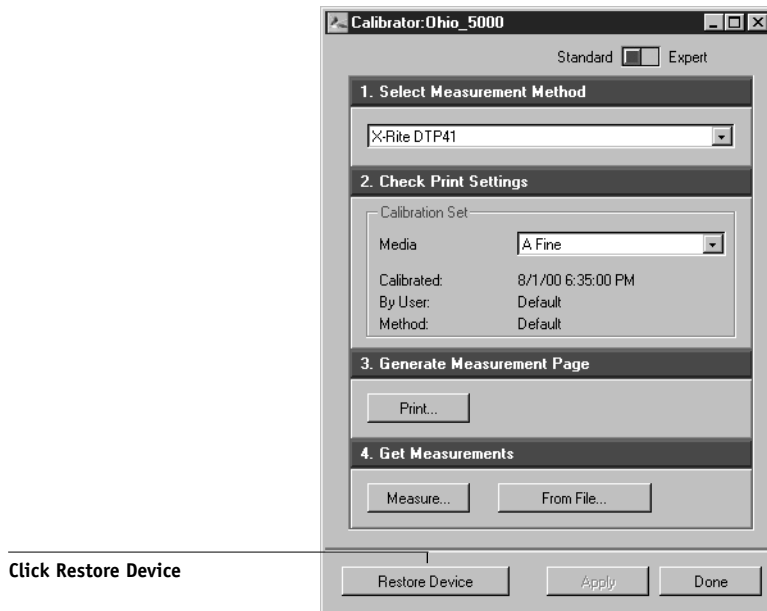 Calibrator:Ohio_5000
Standard Expert
1. Select Measurement Method
X-Rite DTP41
2. Check Print Settings
Calibration Set
Media A Fine
Calibrated: 8/1/00 6:35:00 PM
By User: Default
Method: Default
3. Generate Measurement Page
Print...
4. Get Measurements
Measure... From File...
Click Restore Device
Restore Device Apply Done